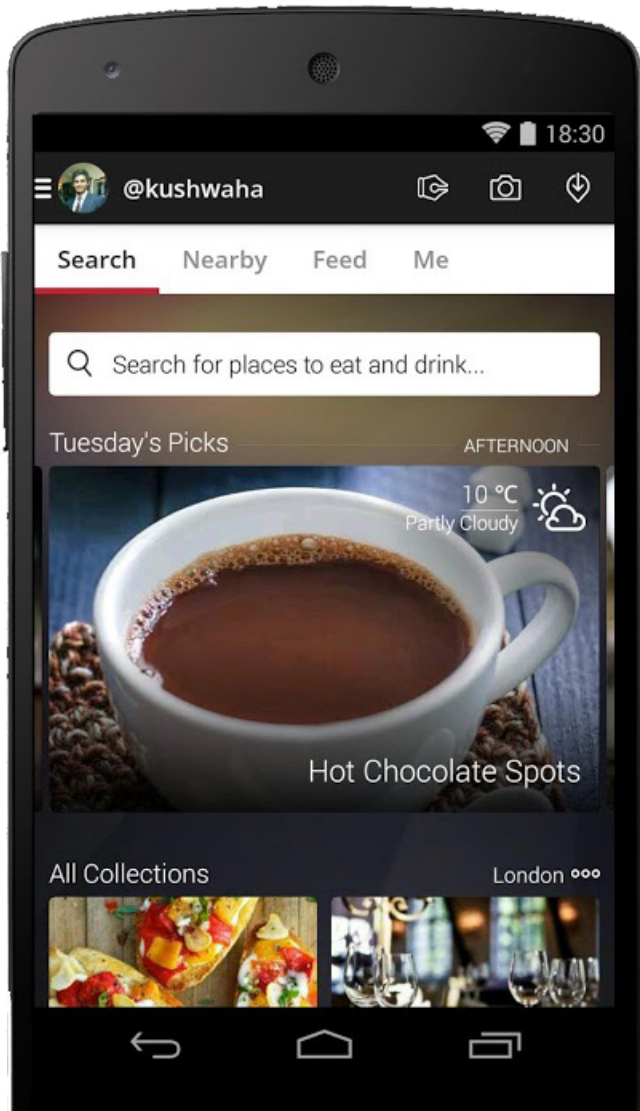 18:30
@kushwaha
Search Nearby Feed Me
Search for places to eat and drink...
Tuesday's Picks AFTERNOON
10 °C
Partly Cloudy
Hot Chocolate Spots
All Collections London